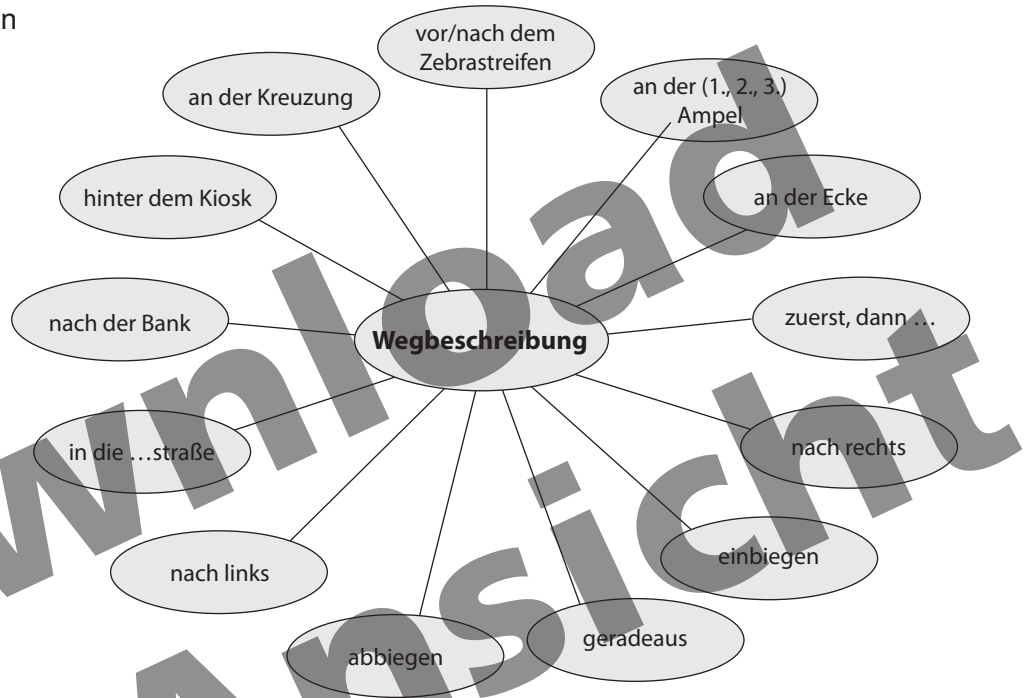 n
vor/nach dem
Zebrastreifen
an der Kreuzung
an der (1., 2., 3.)
Ampel
hinter dem Kiosk
an der Ecke
nach der Bank
Wegbeschreibung
zuerst, dann …
in die …straße
nach rechts
nach links
einbiegen
abbiegen
geradeaus
wnload
Ansicht